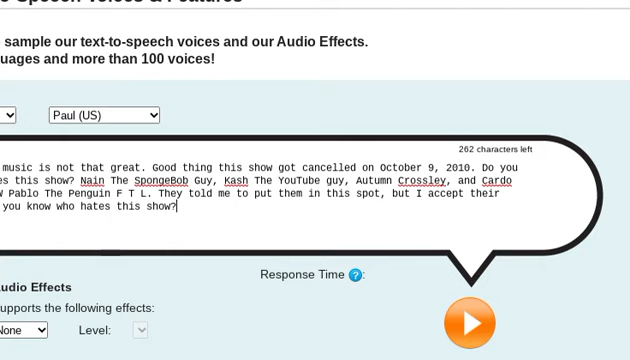 Speech Voices & Features
sample our text-to-speech voices and our Audio Effects.
uages and more than 100 voices!
Paul (US)
262 characters left
music is not that great. Good thing this show got cancelled on October 9, 2010. Do you
es this show? Nain The SpongeBob Guy, Kash The YouTube guy, Autumn Crossley, and Cardo
W Pablo The Penguin F T L. They told me to put them in this spot, but I accept their
you know who hates this show?
Response Time ?:
Audio Effects
upports the following effects:
None
Level: